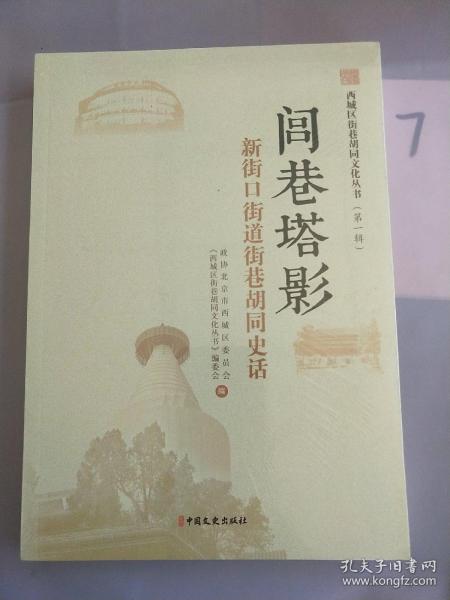 西城区街巷胡同文化丛书(第一辑)
闾巷塔影
新街口街道街巷胡同史话
政协北京市西城区委员会
《西城区街巷胡同文化丛书》编委会
编
中国文史出版社
7
孔夫子旧书网
www.kongfz.com